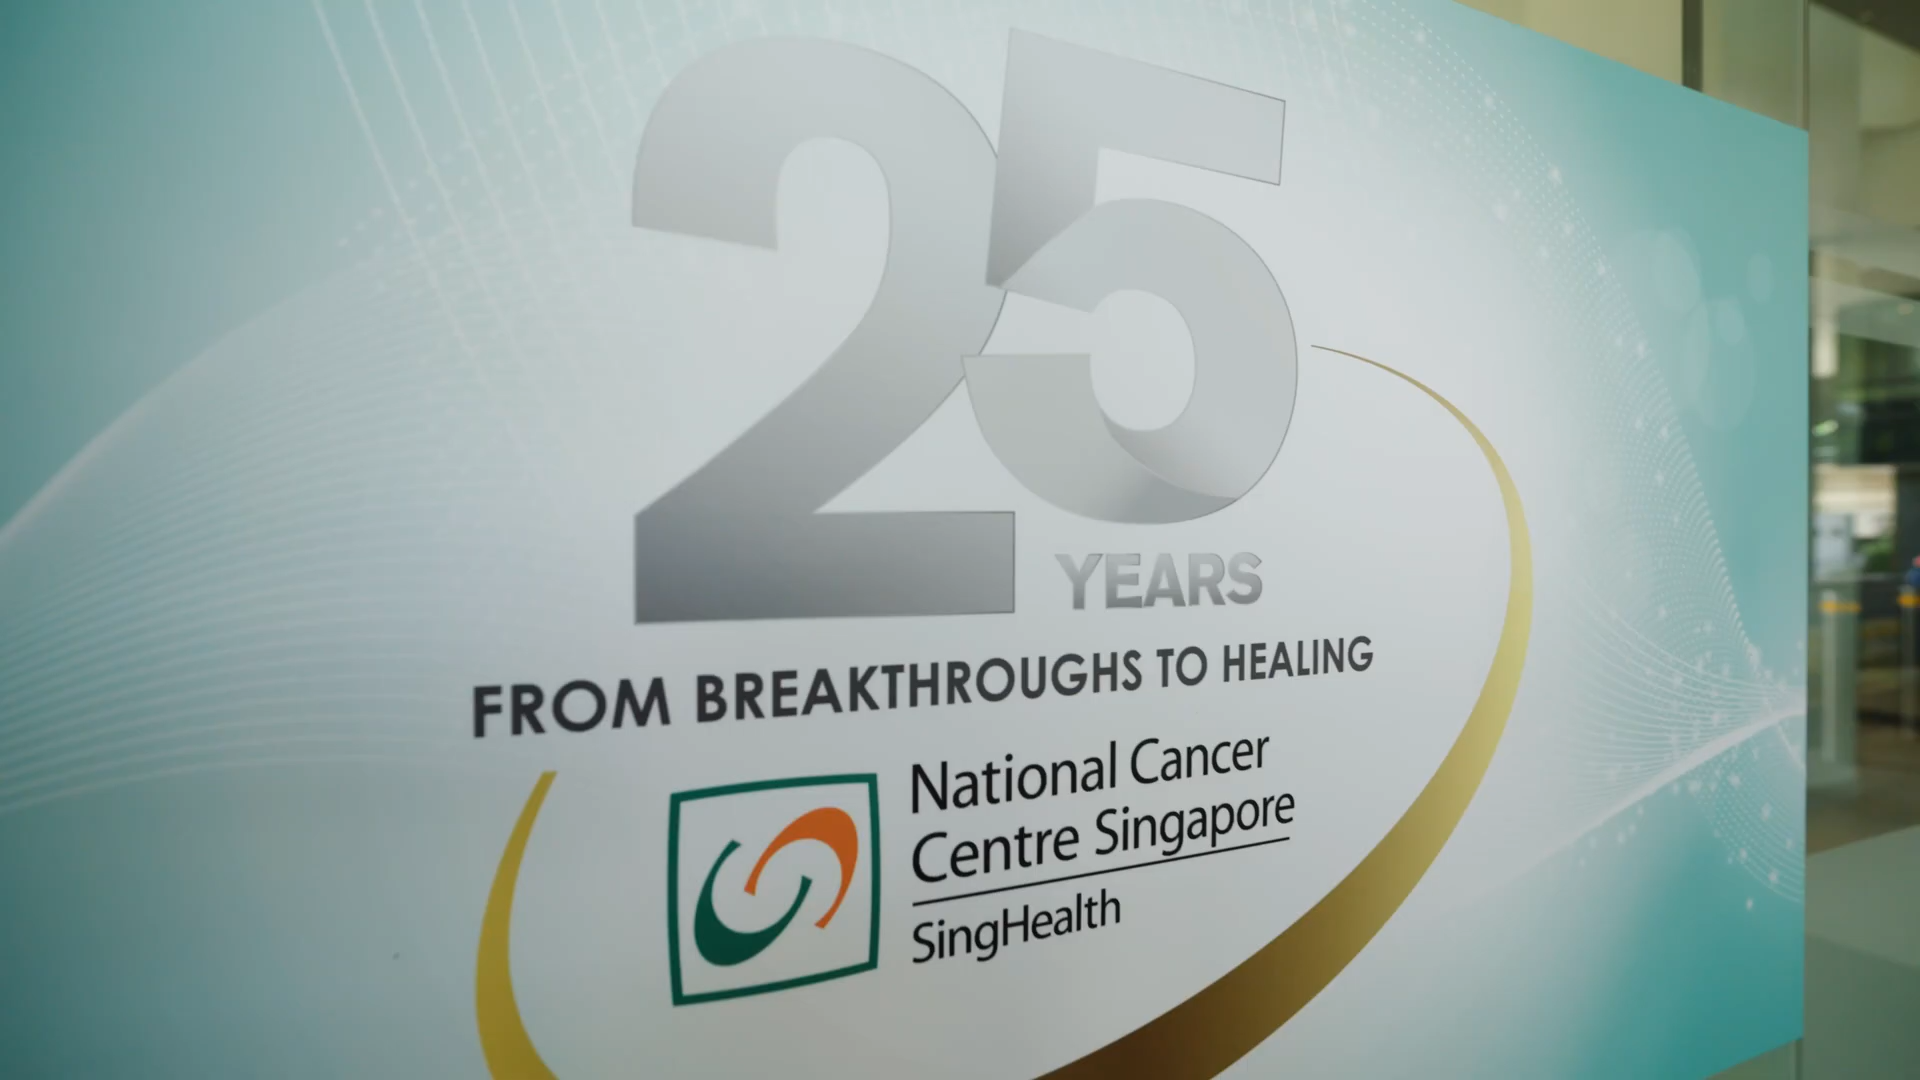 25
YEARS
FROM BREAKTHROUGHS TO HEALING
National Cancer
Centre Singapore
SingHealth